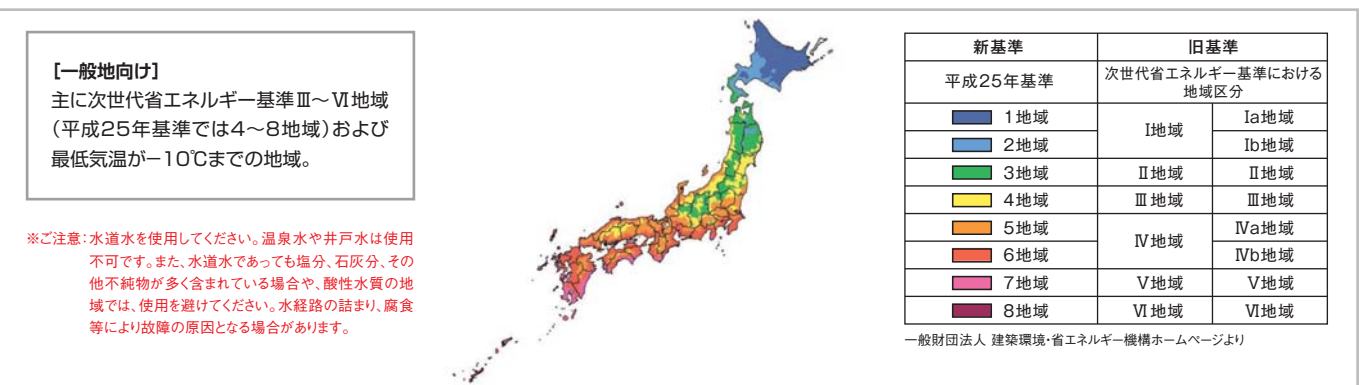 [一般地向け]
主に次世代省エネルギー基準Ⅲ～Ⅵ地域
(平成25年基準では4～8地域)および
最低気温が－10℃までの地域。
※ご注意:水道水を使用してください。温泉水や井戸水は使用
不可です。また、水道水であっても塩分、石灰分、その
他不純物が多く含まれている場合や、酸性水質の地
域では、使用を避けてください。水経路の詰まり、腐食
等により故障の原因となる場合があります。
新基準 旧基準
平成25年基準 次世代省エネルギー基準における
地域区分
1地域 Ⅰ地域 Ⅰa地域
2地域 Ⅰb地域
3地域 Ⅱ地域 Ⅱ地域
4地域 Ⅲ地域 Ⅲ地域
5地域 Ⅳ地域 Ⅳa地域
6地域 Ⅳb地域
7地域 Ⅴ地域 Ⅴ地域
8地域 Ⅵ地域 Ⅵ地域
一般財団法人 建築環境・省エネルギー機構ホームページより